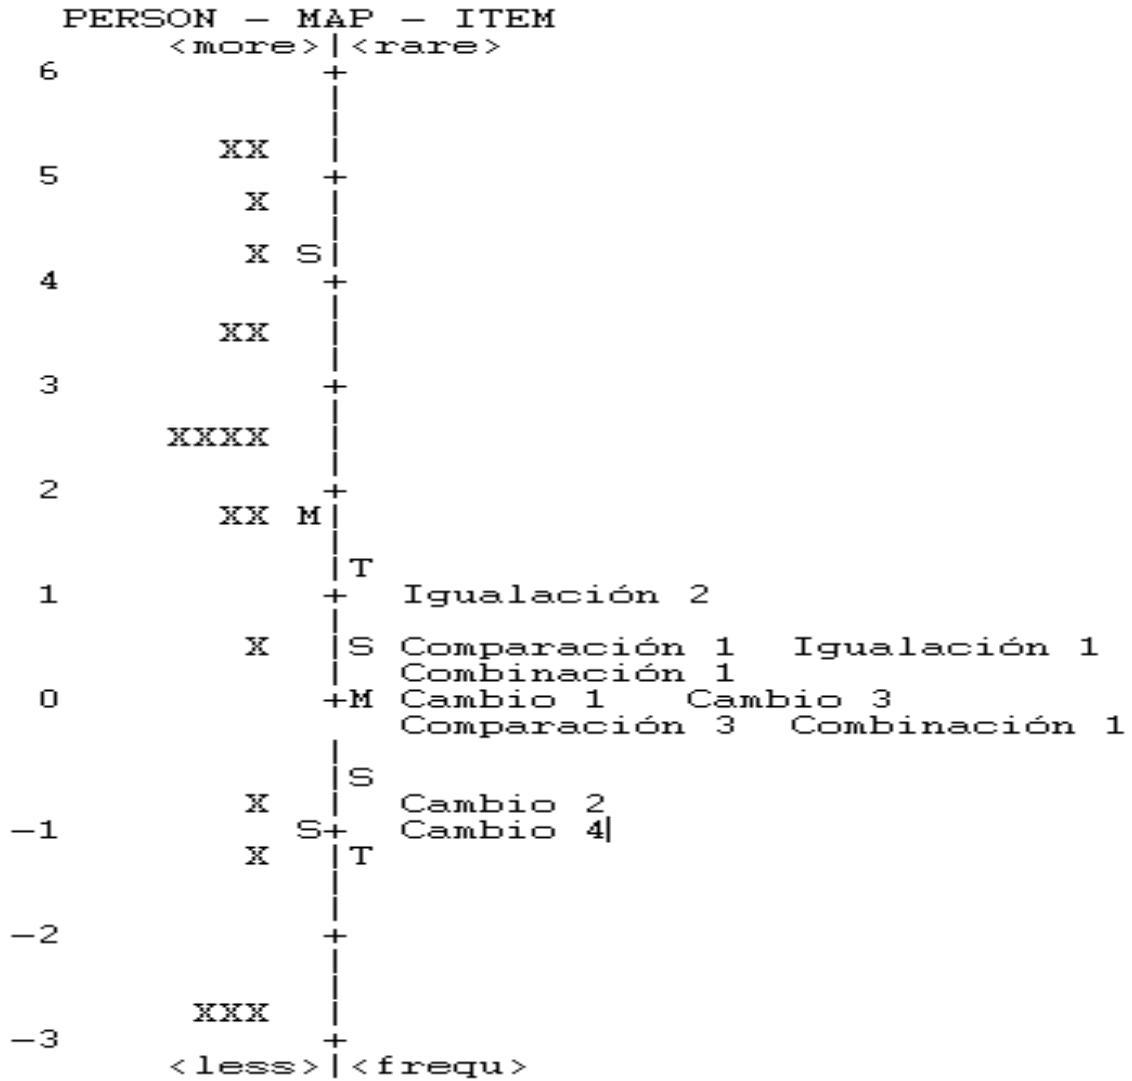 PERSON - MAP - ITEM
<more>|<rare>
6 +
|
|
XX |
5 +
X |
|
X S|
4 +
|
XX |
|
3 +
|
XXXX |
|
2 +
XX M|
|
|T
1 + Igualación 2
|
X |S Comparación 1 Igualación 1
| Combinación 1
0 +M Cambio 1 Cambio 3
Comparación 3 Combinación 1
|
|S
X | Cambio 2
-1 S+ Cambio 4|
X |T
|
|
-2 +
|
|
XXX |
-3 +
<less>|<frequ>